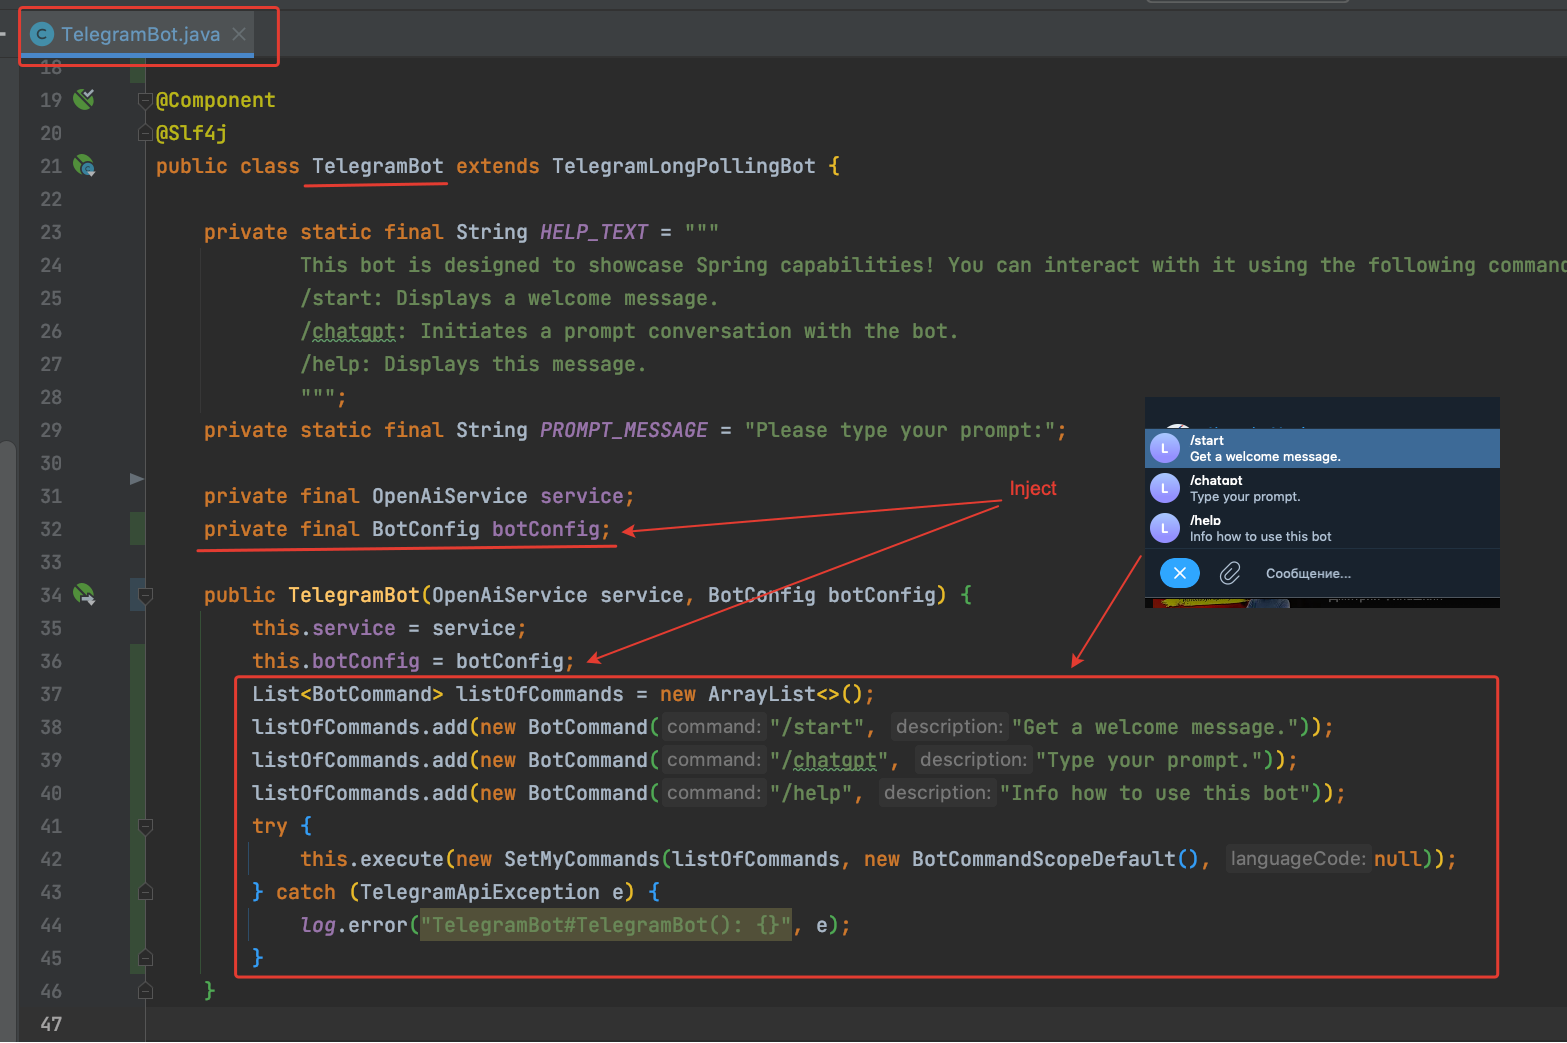 TelegramBot.java
18
19 @Component
20 @Slf4j
21 public class TelegramBot extends TelegramLongPollingBot {
22
23 private static final String HELP_TEXT = """
24 This bot is designed to showcase Spring capabilities! You can interact with it using the following comman
25 /start: Displays a welcome message.
26 /chatgpt: Initiates a prompt conversation with the bot.
27 /help: Displays this message.
28 """;
29 private static final String PROMPT_MESSAGE = "Please type your prompt:";
30
31 private final OpenAiService service;
32 private final BotConfig botConfig;
33
34 public TelegramBot(OpenAiService service, BotConfig botConfig) {
35 this.service = service;
36 this.botConfig = botConfig;
37 List<BotCommand> listOfCommands = new ArrayList<>();
38 listOfCommands.add(new BotCommand( command: "/start", description: "Get a welcome message."));
39 listOfCommands.add(new BotCommand( command: "/chatgpt", description: "Type your prompt."));
40 listOfCommands.add(new BotCommand( command: "/help", description: "Info how to use this bot"));
41 try {
42 this.execute(new SetMyCommands(listOfCommands, new BotCommandScopeDefault(), languageCode: null));
43 } catch (TelegramApiException e) {
44 log.error("TelegramBot#TelegramBot(): {}", e);
45 }
46 }
47
Inject
L /start
Get a welcome message.
L /chatgpt
Type your prompt.
L /help
Info how to use this bot
Сообщение...